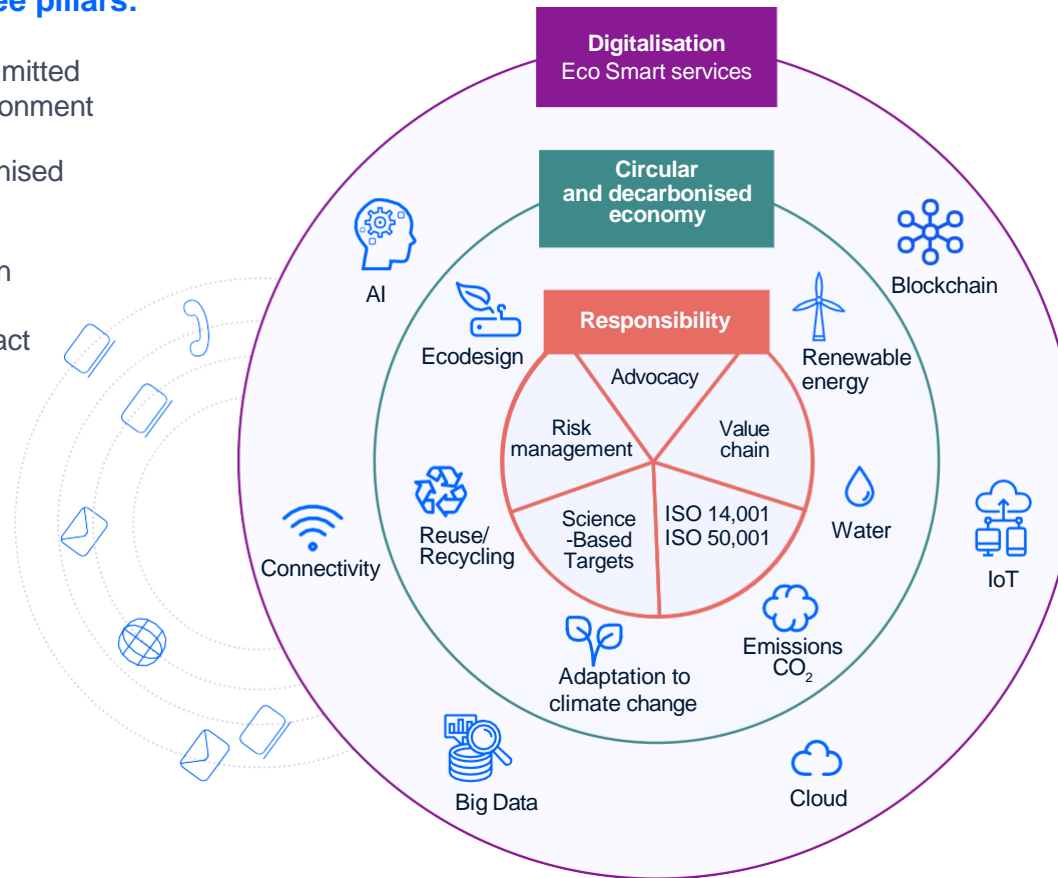 ee pillars:
mitted
onment
nised
n
act
Digitalisation
Eco Smart services
Circular
and decarbonised
economy
Responsibility
AI
Blockchain
Ecodesign
Renewable
energy
Advocacy
Risk
management
Value
chain
Science
-Based
Targets
ISO 14,001
ISO 50,001
Reuse/
Recycling
Water
Connectivity
IoT
Adaptation to
climate change
Emissions
CO₂
Big Data
Cloud